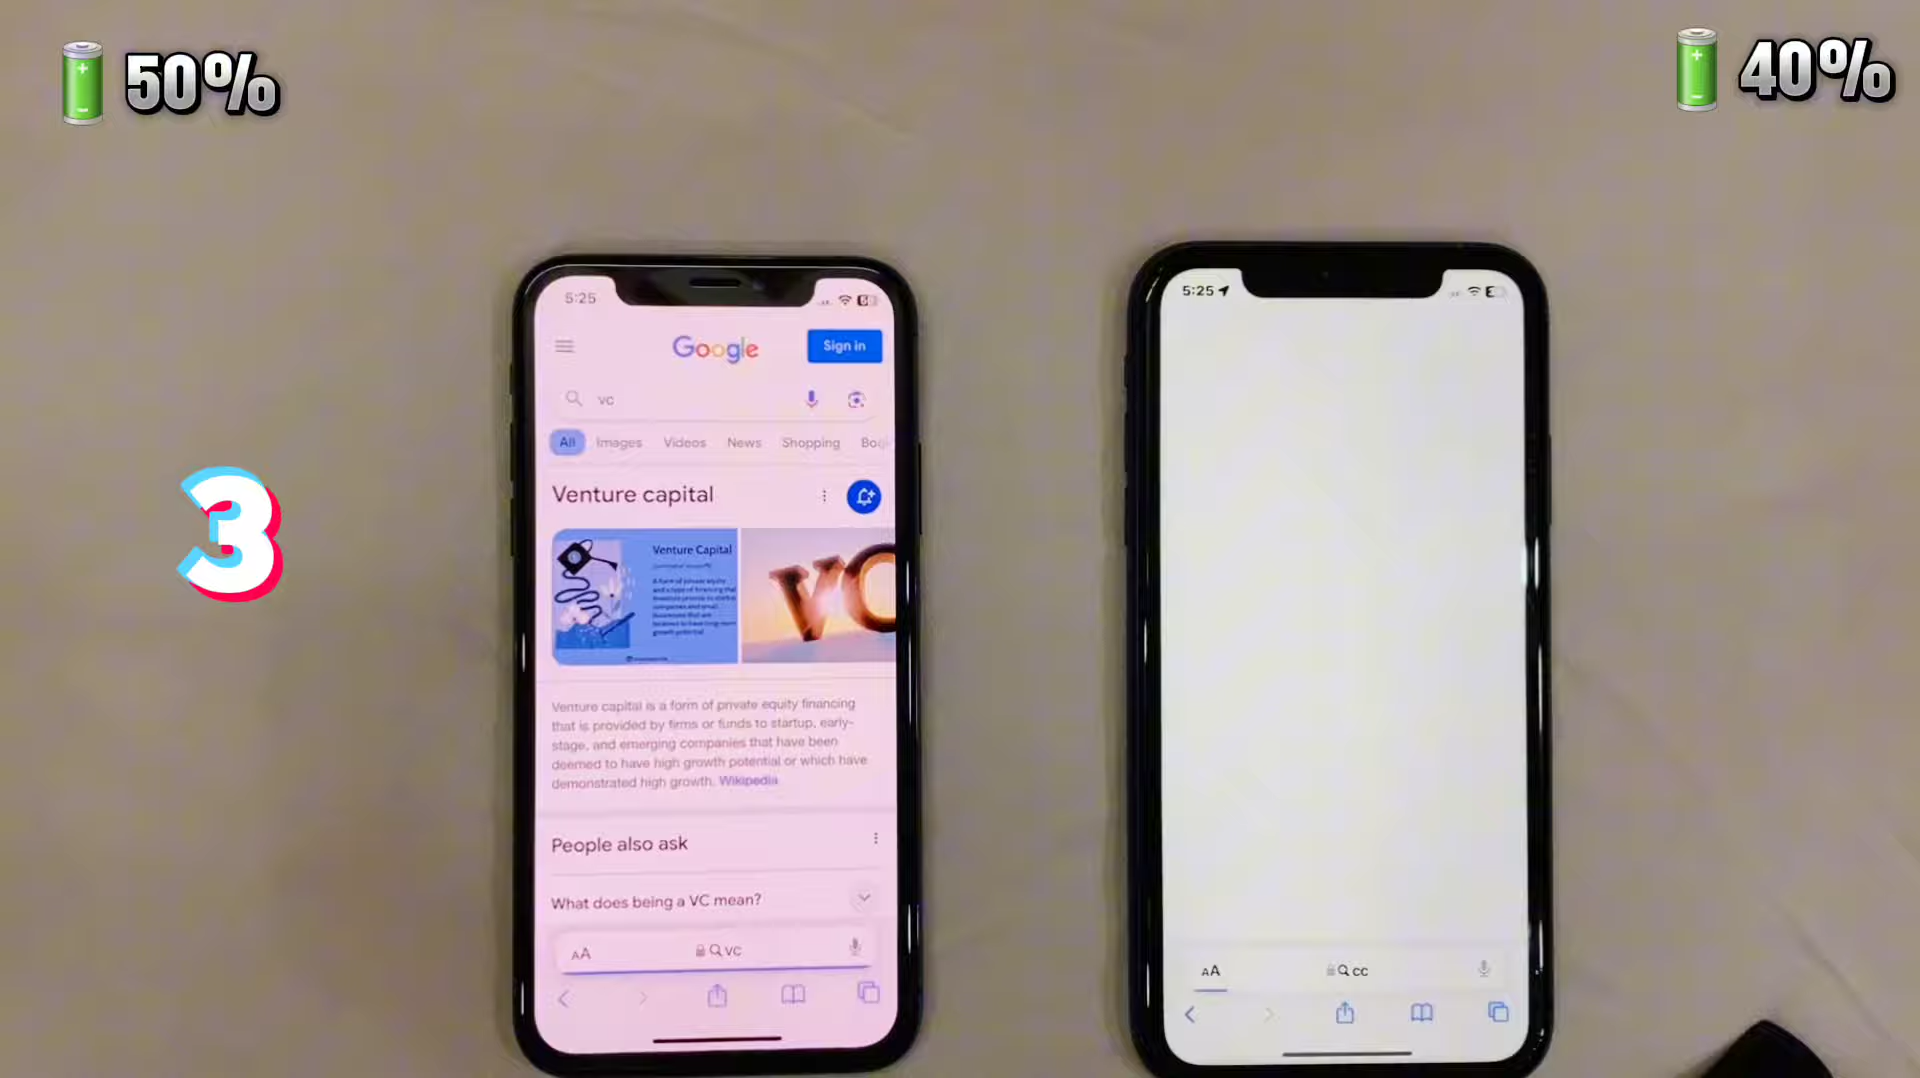 50%
40%
3
5:25
Google
Sign in
vc
All Images Videos News Shopping
Venture capital
Venture Capital
VC
Venture capital is a form of private equity financing
that is provided by firms or funds to startup, early-
stage, and emerging companies that have been
deemed to have high growth potential or which have
demonstrated high growth. Wikipedia
People also ask
What does being a VC mean?
AA
vc
5:25
AA
cc